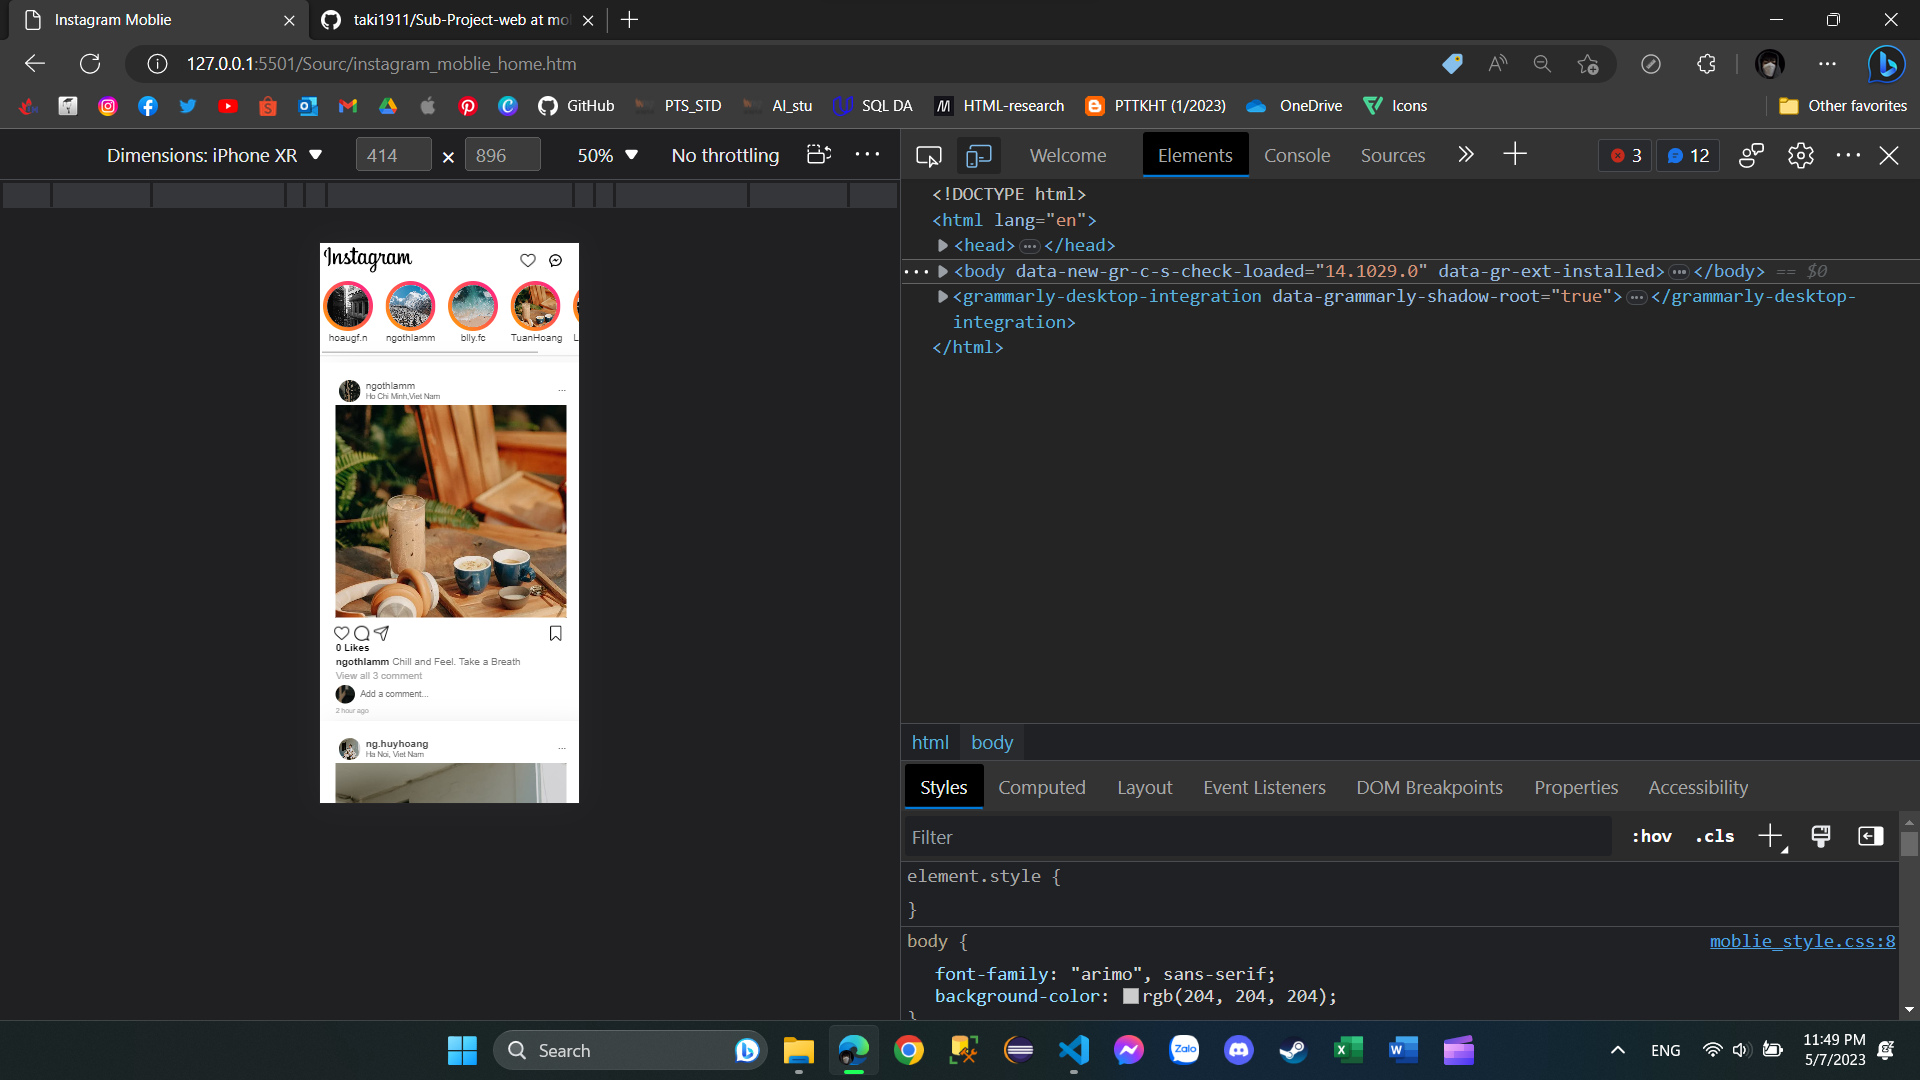 Instagram Moblie
taki1911/Sub-Project-web at mo
127.0.0.1:5501/Sourc/instagram_moblie_home.htm
GitHub
PTS_STD
AI_stu
SQL DA
HTML-research
PTTKHT (1/2023)
OneDrive
Icons
Other favorites
Dimensions: iPhone XR
414 × 896
50%
No throttling
Instagram
hoaugf.n
ngothlamm
blly.fc
TuanHoang
L
ngothlamm
...
Ho Chi Minh,Viet Nam
0 Likes
ngothlamm Chill and Feel. Take a Breath
View all 3 comment
Add a comment...
2 hour ago
ng.huyhoang
...
Ha Noi, Viet Nam
Welcome
Elements
Console
Sources
3
12
<!DOCTYPE html>
<html lang="en">
<head>…</head>
<body data-new-gr-c-s-check-loaded="14.1029.0" data-gr-ext-installed>…</body> == $0
<grammarly-desktop-integration data-grammarly-shadow-root="true">…</grammarly-desktop-
integration>
</html>
html
body
Styles
Computed
Layout
Event Listeners
DOM Breakpoints
Properties
Accessibility
Filter
:hov
.cls
element.style {
}
body {
moblie_style.css:8
font-family: "arimo", sans-serif;
background-color: rgb(204, 204, 204);
}
Search
Zalo
ENG
11:49 PM
5/7/2023